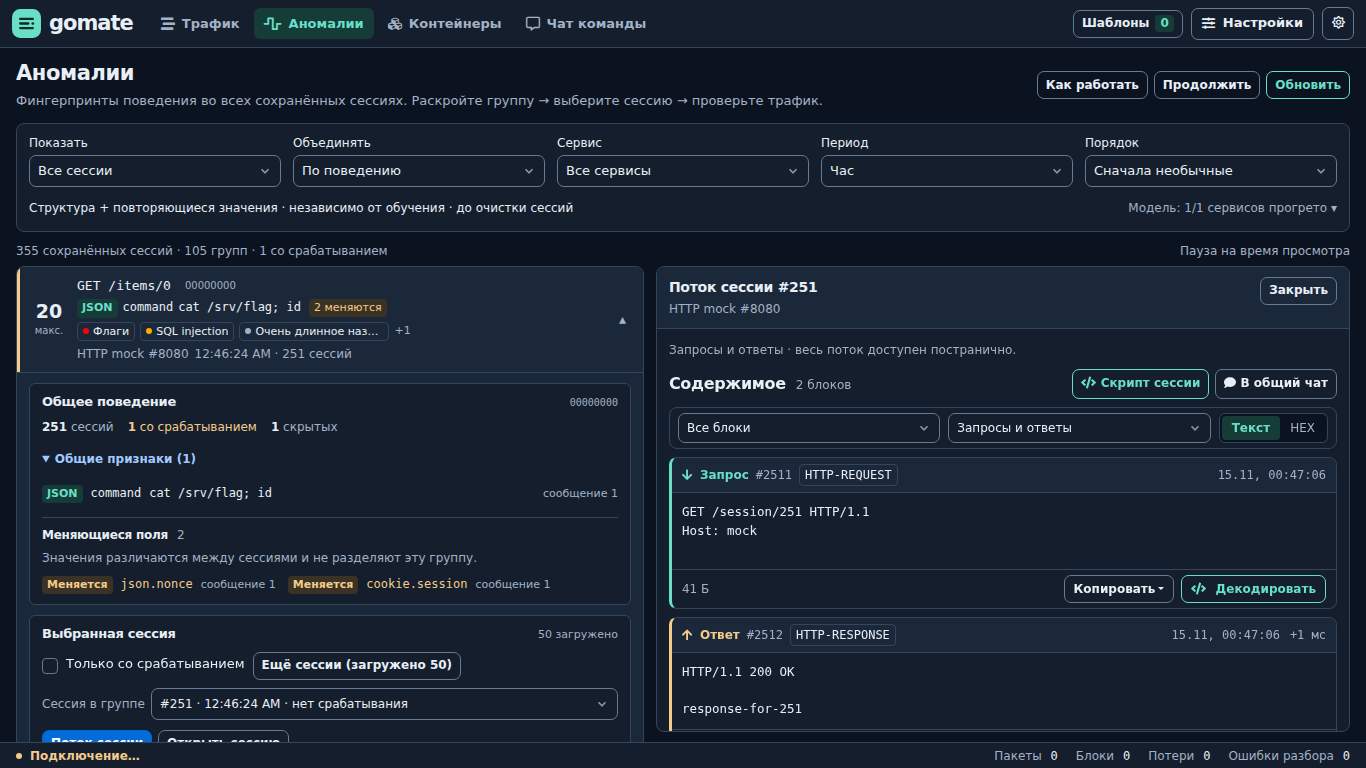 gomate Трафик Аномалии Контейнеры Чат команды Шаблоны 0 Настройки
Аномалии
Фингерпринты поведения во всех сохранённых сессиях. Раскройте группу → выберите сессию → проверьте трафик.
Как работать Продолжить Обновить
Показать Объединять Сервис Период Порядок
Все сессии По поведению Все сервисы Час Сначала необычные
Структура + повторяющиеся значения · независимо от обучения · до очистки сессий
Модель: 1/1 сервисов прогрето ▾
355 сохранённых сессий · 105 групп · 1 со срабатыванием
Пауза на время просмотра
20
макс.
GET /items/0 00000000
JSON command cat /srv/flag; id 2 меняются
Флаги SQL injection Очень длинное наз… +1
HTTP mock #8080 12:46:24 AM · 251 сессий
▲
Общее поведение 00000000
251 сессий 1 со срабатыванием 1 скрытых
▼ Общие признаки (1)
JSON command cat /srv/flag; id сообщение 1
Меняющиеся поля 2
Значения различаются между сессиями и не разделяют эту группу.
Меняется json.nonce сообщение 1 Меняется cookie.session сообщение 1
Выбранная сессия 50 загружено
Только со срабатыванием Ещё сессии (загружено 50)
Сессия в группе #251 · 12:46:24 AM · нет срабатывания
Поток сессии Открыть сессию
Поток сессии #251 Закрыть
HTTP mock #8080
Запросы и ответы · весь поток доступен постранично.
Содержимое 2 блоков Скрипт сессии В общий чат
Все блоки Запросы и ответы Текст HEX
Запрос #2511 HTTP-REQUEST 15.11, 00:47:06
GET /session/251 HTTP/1.1
Host: mock
41 Б Копировать Декодировать
Ответ #2512 HTTP-RESPONSE 15.11, 00:47:06 +1 мс
HTTP/1.1 200 OK
response-for-251
Подключение… Пакеты 0 Блоки 0 Потери 0 Ошибки разбора 0